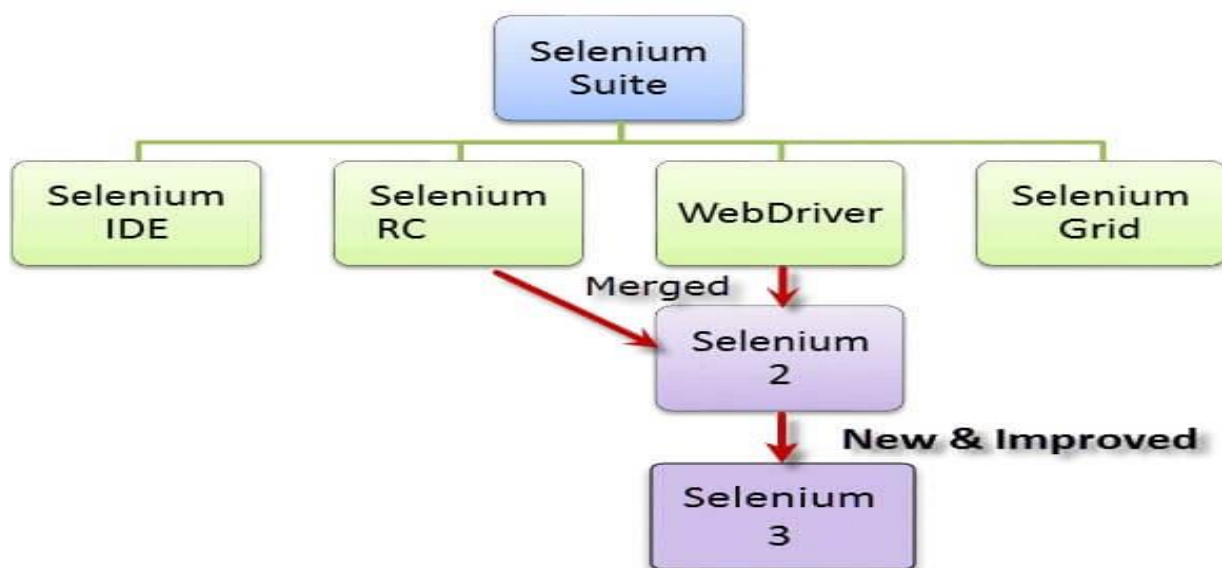 Selenium
Suite
Selenium
IDE
Selenium
RC
WebDriver
Selenium
Grid
Merged
Selenium
2
New & Improved
Selenium
3